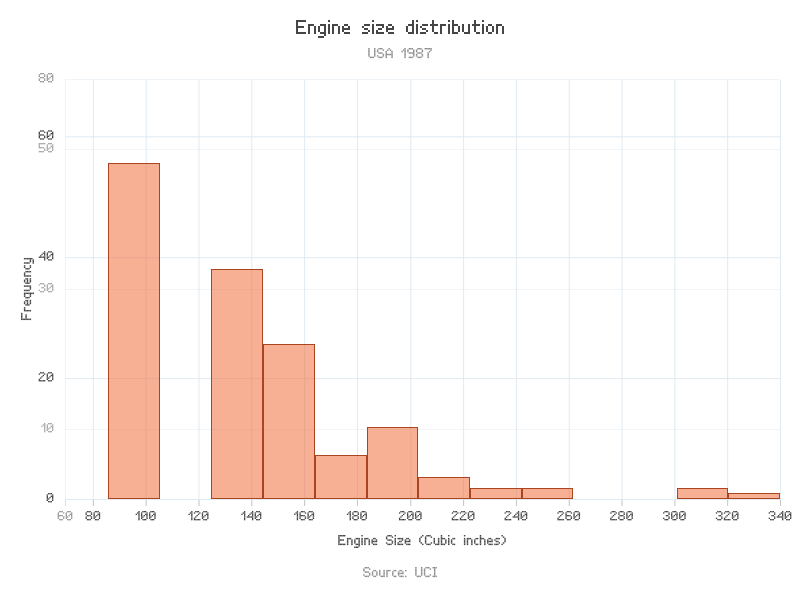 Engine size distribution
USA 1987
80
60
50
40
30
20
10
0
Frequency
60 80 100 120 140 160 180 200 220 240 260 280 300 320 340
Engine Size (Cubic inches)
Source: UCI